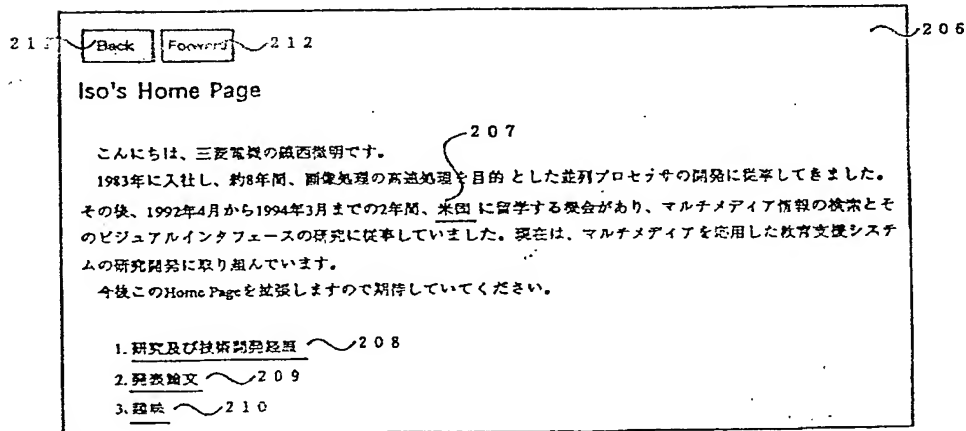 206
Back Forward 212
Iso's Home Page
207
こんにちは、三菱電機の です。
1983年に入社し、約8年間、画像処理の高速処理を目的とした並列プロセッサの開発に従事してきました。
その後、1992年4月から1994年3月までの2年間、米国に留学する機会があり、マルチメディア情報の検索とそ
のビジュアルインタフェースの研究に従事していました。現在は、マルチメディアを応用した教育支援システ
ムの研究開発に取り組んでいます。
今後このHome Pageを拡張しますので期待していてください。
1. 研究及び技術開発経歴 208
2. 発表論文 209
3. 趣味 210